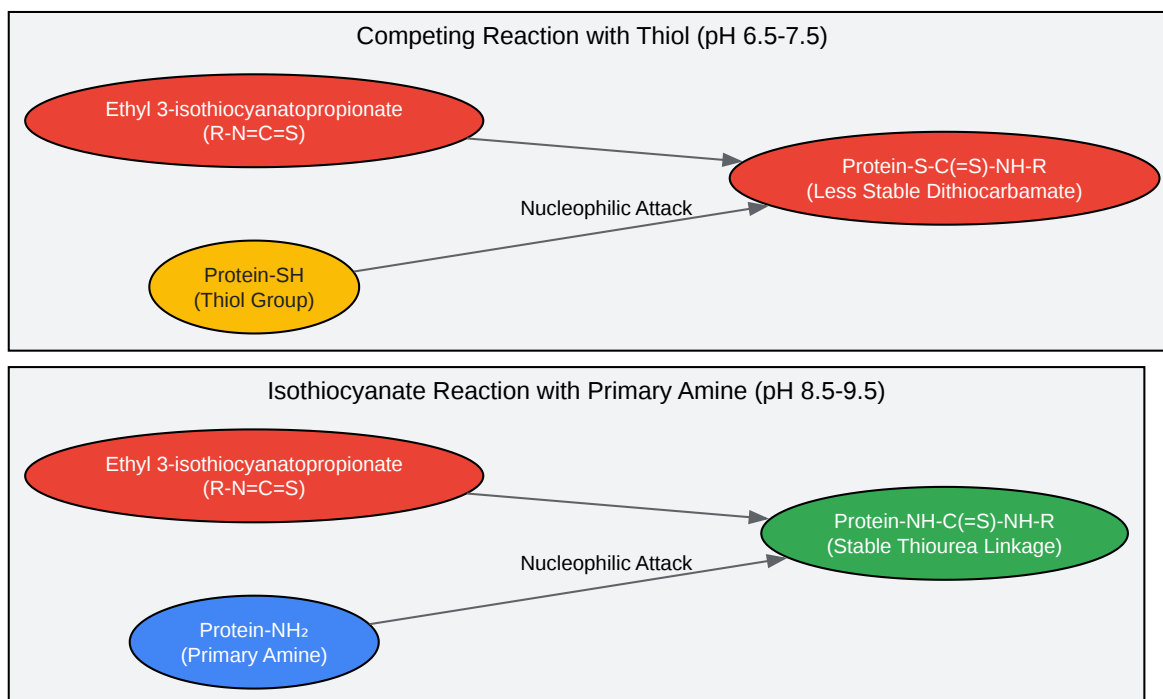 Competing Reaction with Thiol (pH 6.5-7.5)
Ethyl 3-isothiocyanatopropionate
(R-N=C=S)
Protein-S-C(=S)-NH-R
(Less Stable Dithiocarbamate)
Nucleophilic Attack
Protein-SH
(Thiol Group)
Isothiocyanate Reaction with Primary Amine (pH 8.5-9.5)
Ethyl 3-isothiocyanatopropionate
(R-N=C=S)
Protein-NH-C(=S)-NH-R
(Stable Thiourea Linkage)
Nucleophilic Attack
Protein-NH₂
(Primary Amine)